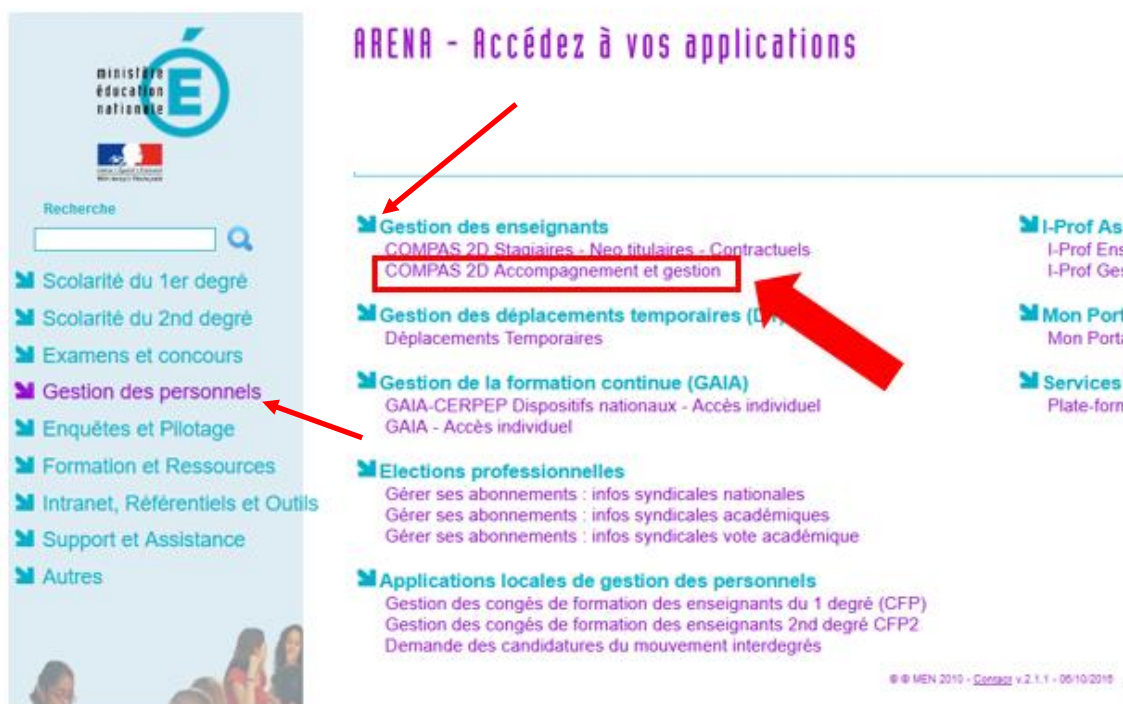 ministère
éducation
nationale
É
ARENA - Accédez à vos applications
Recherche
Scolarité du 1er degré
Scolarité du 2nd degré
Examens et concours
Gestion des personnels
Enquêtes et Pilotage
Formation et Ressources
Intranet, Référentiels et Outils
Support et Assistance
Autres
Gestion des enseignants
COMPAS 2D Stagiaires - Neo titulaires - Contractuels
COMPAS 2D Accompagnement et gestion
Gestion des déplacements temporaires
Déplacements Temporaires
Gestion de la formation continue (GAIA)
GAIA-CERPEP Dispositifs nationaux - Accès individuel
GAIA - Accès individuel
Elections professionnelles
Gérer ses abonnements : infos syndicales nationales
Gérer ses abonnements : infos syndicales académiques
Gérer ses abonnements : infos syndicales vote académique
Applications locales de gestion des personnels
Gestion des congés de formation des enseignants du 1 degré (CFP)
Gestion des congés de formation des enseignants 2nd degré CFP2
Demande des candidatures du mouvement interdegrés
I-Prof As
I-Prof Ens
I-Prof Ges
Mon Port
Mon Porta
Services
Plate-form
© © MEN 2010 - Contact v.2.1.1 - 06/10/2016